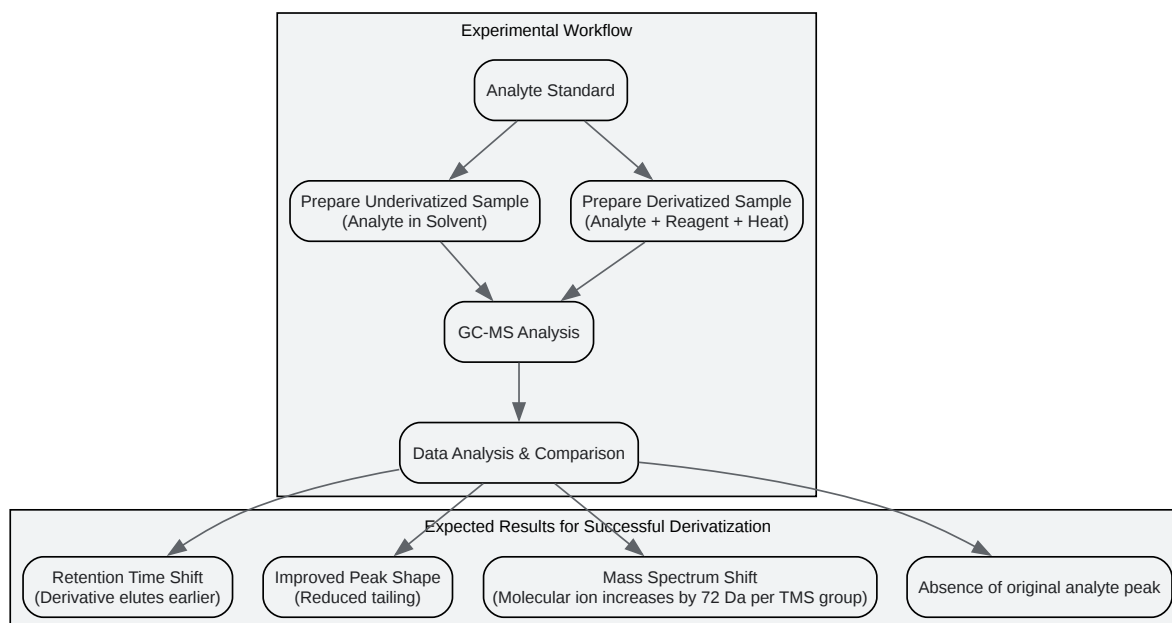 Experimental Workflow
Analyte Standard
Prepare Underivatized Sample
(Analyte in Solvent)
Prepare Derivatized Sample
(Analyte + Reagent + Heat)
GC-MS Analysis
Data Analysis & Comparison
Expected Results for Successful Derivatization
Retention Time Shift
(Derivative elutes earlier)
Improved Peak Shape
(Reduced tailing)
Mass Spectrum Shift
(Molecular ion increases by 72 Da per TMS group)
Absence of original analyte peak